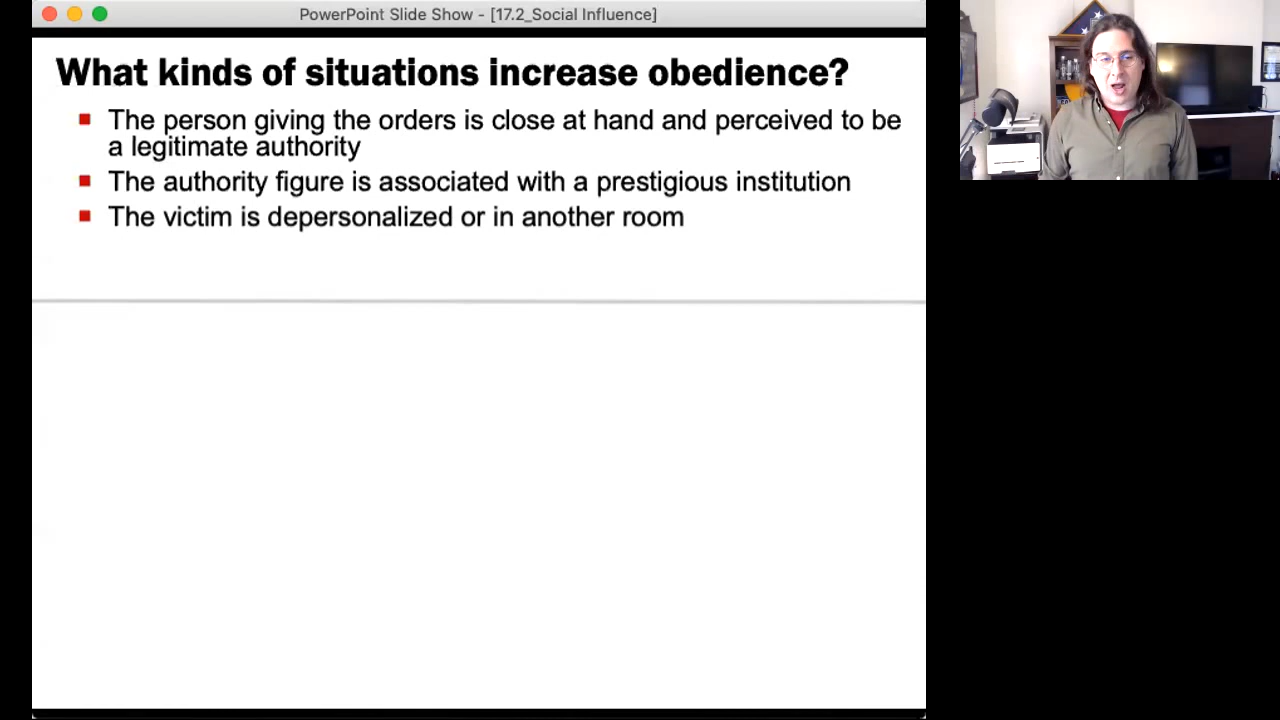 PowerPoint Slide Show - [17.2_Social Influence]
What kinds of situations increase obedience?
The person giving the orders is close at hand and perceived to be
a legitimate authority
The authority figure is associated with a prestigious institution
The victim is depersonalized or in another room